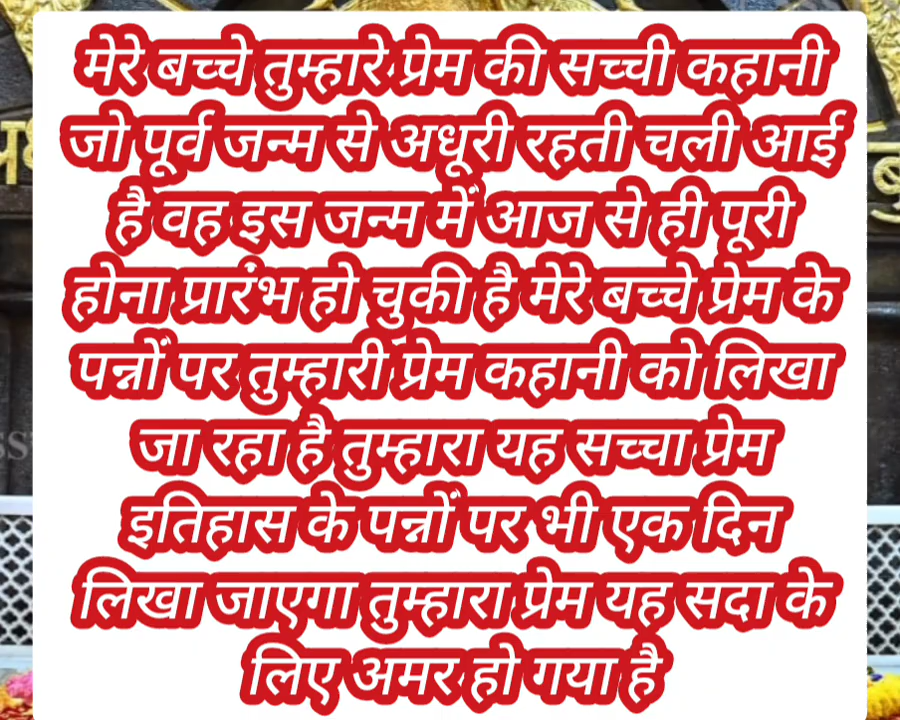 मेरे बच्चे तुम्हारे प्रेम की सच्ची कहानी
जो पूर्व जन्म से अधूरी रहती चली आई
है वह इस जन्म में आज से ही पूरी
होना प्रारंभ हो चुकी है मेरे बच्चे प्रेम के
पन्नों पर तुम्हारी प्रेम कहानी को लिखा
जा रहा है तुम्हारा यह सच्चा प्रेम
इतिहास के पन्नों पर भी एक दिन
लिखा जाएगा तुम्हारा प्रेम यह सदा के
लिए अमर हो गया है